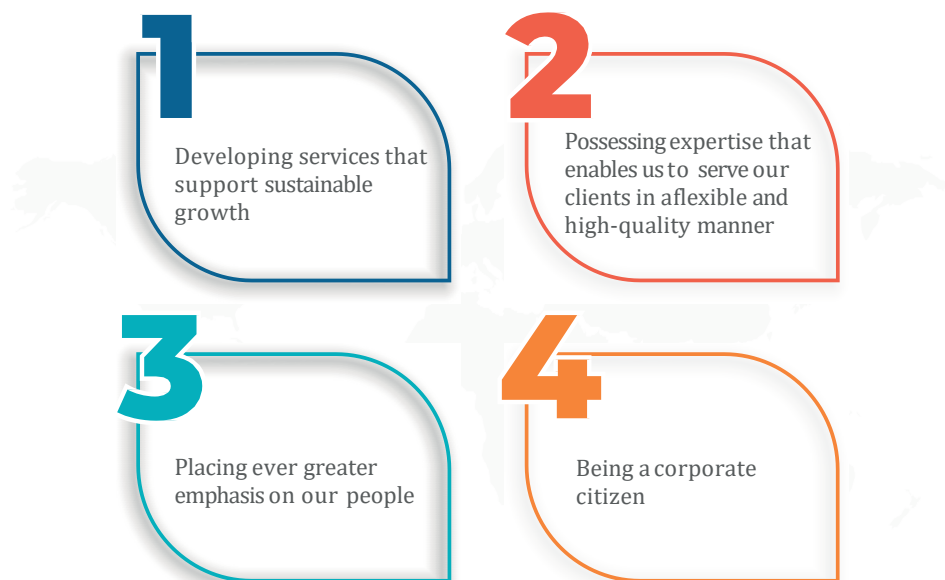 1
Developing services that
support sustainable
growth
2
Possessing expertise that
enables us to serve our
clients in aflexible and
high-quality manner
3
Placing ever greater
emphasis on our people
4
Being a corporate
citizen